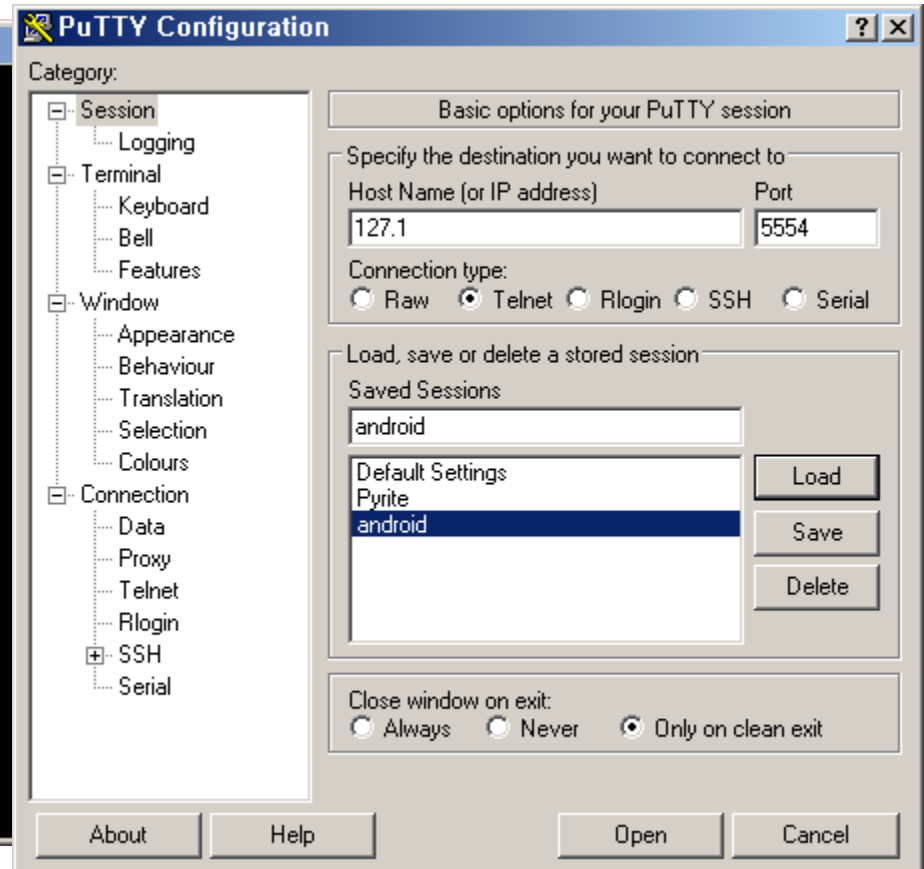 PuTTY Configuration
Category:
Session
Logging
Terminal
Keyboard
Bell
Features
Window
Appearance
Behaviour
Translation
Selection
Colours
Connection
Data
Proxy
Telnet
Rlogin
SSH
Serial
Basic options for your PuTTY session
Specify the destination you want to connect to
Host Name (or IP address) Port
127.1 5554
Connection type:
Raw Telnet Rlogin SSH Serial
Load, save or delete a stored session
Saved Sessions
android
Default Settings
Pyrite
android
Load
Save
Delete
Close window on exit:
Always Never Only on clean exit
About Help Open Cancel